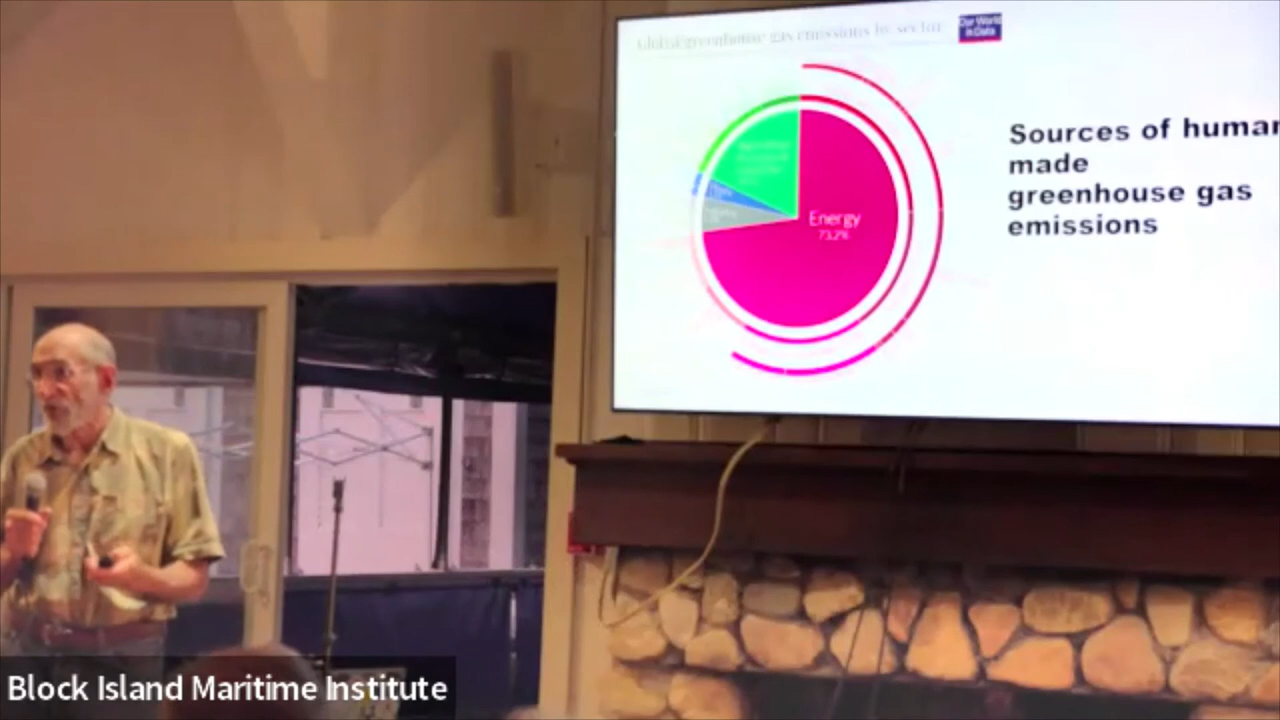 Global greenhouse gas emissions by sector
Our World
in Data
Energy
73.2%
Sources of human
made
greenhouse gas
emissions
Block Island Maritime Institute